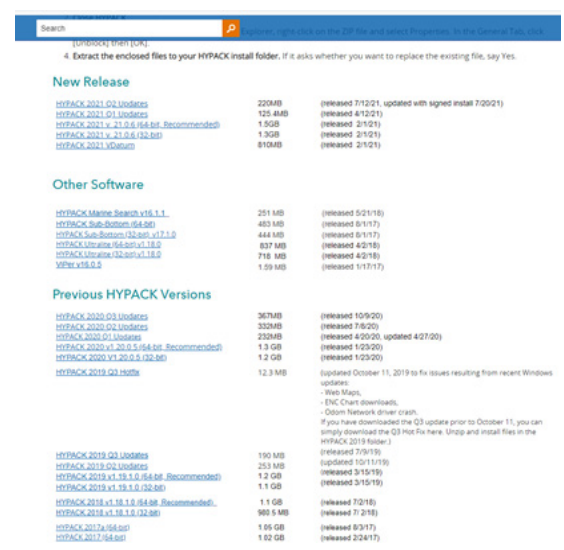 Search
Explorer, right click on the ZIP file and select Properties. In the General Tab, click
[Unblock] then [OK].
4. Extract the enclosed files to your HYPACK install folder. If it asks whether you want to replace the existing file, say Yes.
New Release
HYPACK 2021 Q2 Updates 220MB (released 7/12/21, updated with signed install 7/20/21)
HYPACK 2021 Q1 Updates 125.4MB (released 4/12/21)
HYPACK 2021 v. 21.0.6 (64-bit, Recommended) 1.5GB (released 2/1/21)
HYPACK 2021 v. 21.0.6 (32-bit) 1.3GB (released 2/1/21)
HYPACK 2021 VDatum 810MB (released 2/1/21)
Other Software
HYPACK Marine Search v16.1.1 251 MB (released 5/21/18)
HYPACK Sub-Bottom (64-bit) 483 MB (released 8/1/17)
HYPACK Sub-Bottom (32-bit) v17.1.0 444 MB (released 8/1/17)
HYPACK Ultralite (64-bit) v1.18.0 837 MB (released 4/2/18)
HYPACK Ultralite (32-bit) v1.18.0 718 MB (released 4/2/18)
ViPer v16.0.5 1.59 MB (released 1/17/17)
Previous HYPACK Versions
HYPACK 2020 Q3 Updates 367MB (released 10/9/20)
HYPACK 2020 Q2 Updates 332MB (released 7/6/20)
HYPACK 2020 Q1 Updates 232MB (released 4/20/20, updated 4/27/20)
HYPACK 2020 v1.20.0.5 (64-bit, Recommended) 1.3 GB (released 1/23/20)
HYPACK 2020 V1.20.0.5 (32-bit) 1.2 GB (released 1/23/20)
HYPACK 2019 Q3 Hotfix 12.3 MB (updated October 11, 2019 to fix issues resulting from recent Windows
updates:
- Web Maps,
- ENC Chart downloads,
- Odom Network driver crash.
If you have downloaded the Q3 update prior to October 11, you can
simply download the Q3 Hot Fix here. Unzip and install files in the
HYPACK 2019 folder.)
HYPACK 2019 Q3 Updates 190 MB (released 7/9/19)
HYPACK 2019 Q2 Updates 253 MB (updated 10/11/19)
HYPACK 2019 v1.19.1.0 (64-bit, Recommended) 1.2 GB (released 3/15/19)
HYPACK 2019 v1.19.1.0 (32-bit) 1.1 GB (released 3/15/19)
HYPACK 2018 v1.18.1.0 (64-bit, Recommended) 1.1 GB (released 7/2/18)
HYPACK 2018 v1.18.1.0 (32-bit) 980.5 MB (released 7/ 2/18)
HYPACK 2017a (64-bit) 1.05 GB (released 8/3/17)
HYPACK 2017 (64-bit) 1.02 GB (released 2/24/17)